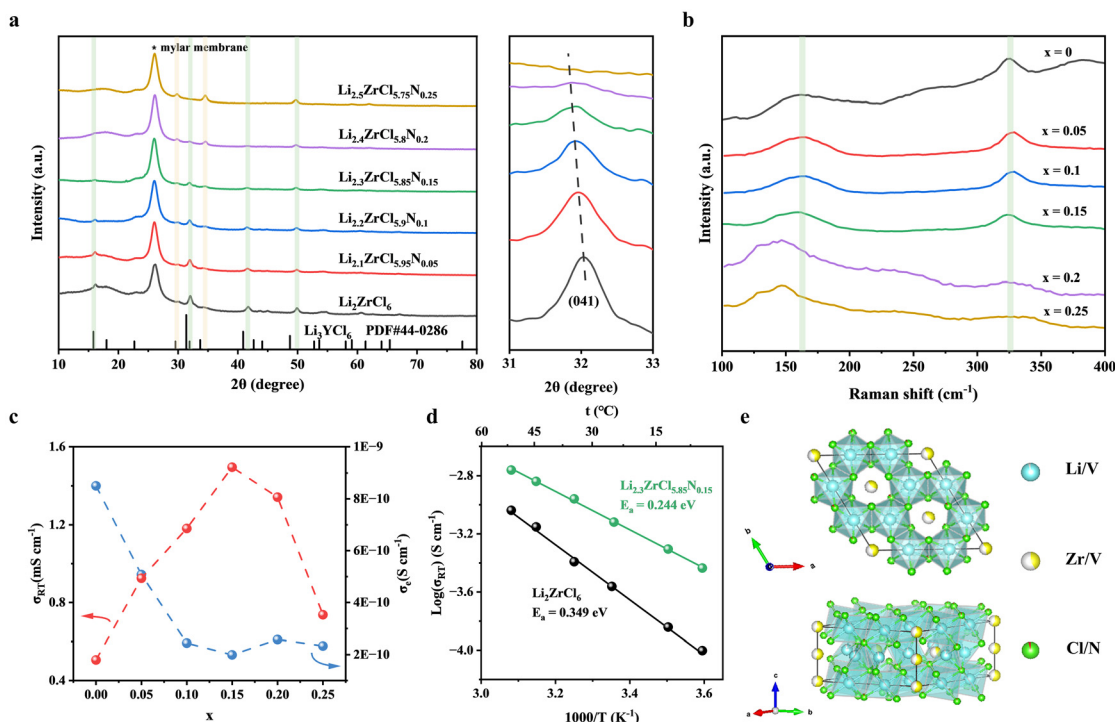 a
* mylar membrane
Li2.5ZrCl5.75N0.25
Li2.4ZrCl5.8N0.2
Li2.3ZrCl5.85N0.15
Li2.2ZrCl5.9N0.1
Li2.1ZrCl5.95N0.05
Li2ZrCl6
Li3YCl6 PDF#44-0286
Intensity (a.u.)
10 20 30 40 50 60 70 80
2θ (degree)
(041)
31 32 33
2θ (degree)
b
x = 0
x = 0.05
x = 0.1
x = 0.15
x = 0.2
x = 0.25
Intensity (a.u.)
100 150 200 250 300 350 400
Raman shift (cm-1)
c
1.6
1.2
0.8
0.4
σRT(mS cm-1)
1E-9
8E-10
6E-10
4E-10
2E-10
σe(S cm-1)
0.00 0.05 0.10 0.15 0.20 0.25
x
d
t (℃)
60 45 30 15
−2.8
−3.2
−3.6
−4.0
Log(σRT) (S cm-1)
Li2.3ZrCl5.85N0.15
Ea = 0.244 eV
Li2ZrCl6
Ea = 0.349 eV
3.0 3.1 3.2 3.3 3.4 3.5 3.6
1000/T (K-1)
e
b
a
c
a
b
Li/V
Zr/V
Cl/N